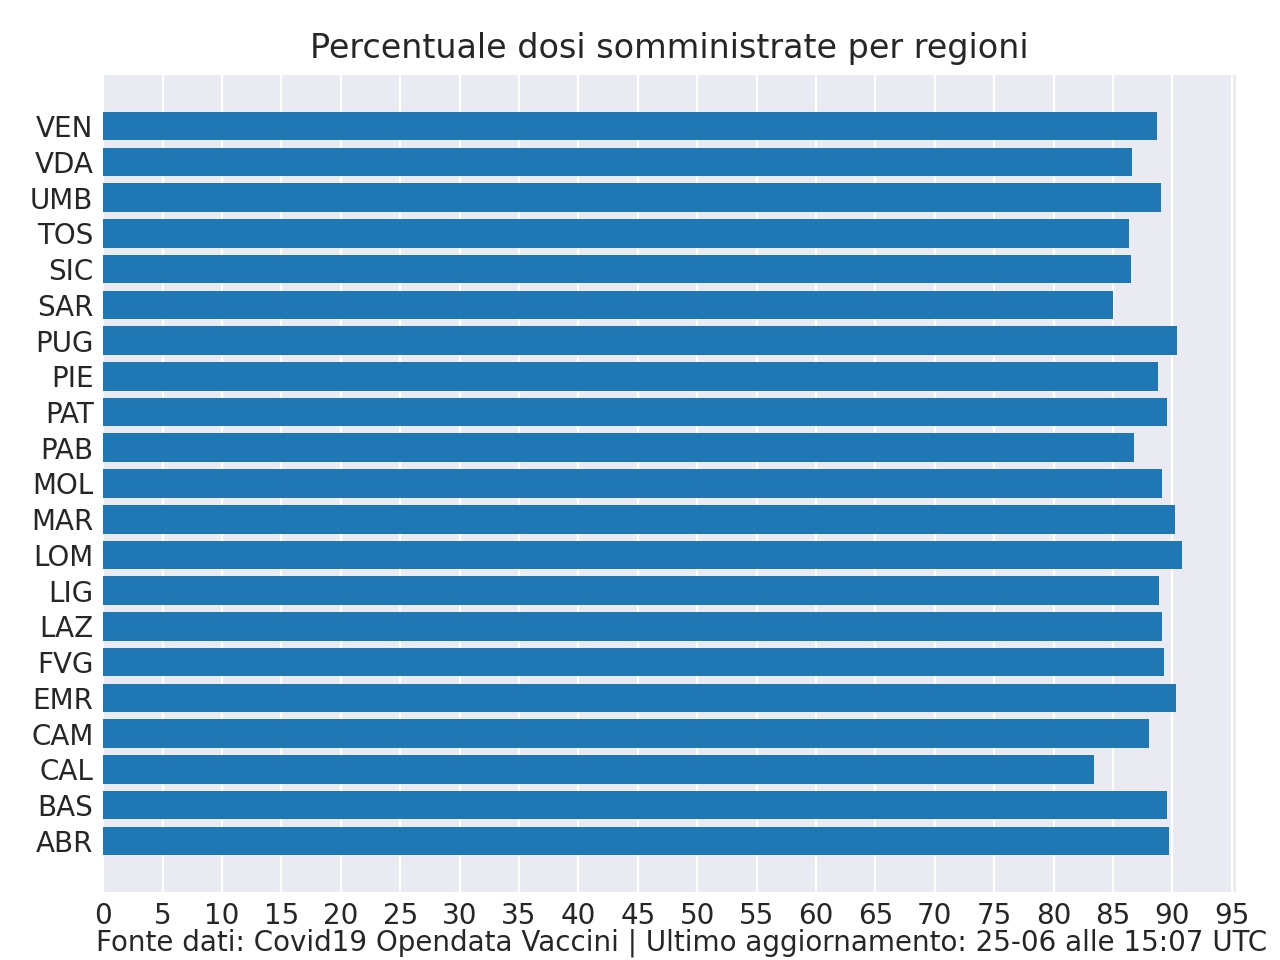 Percentuale dosi somministrate per regioni
VEN
VDA
UMB
TOS
SIC
SAR
PUG
PIE
PAT
PAB
MOL
MAR
LOM
LIG
LAZ
FVG
EMR
CAM
CAL
BAS
ABR
0 5 10 15 20 25 30 35 40 45 50 55 60 65 70 75 80 85 90 95
Fonte dati: Covid19 Opendata Vaccini | Ultimo aggiornamento: 25-06 alle 15:07 UTC